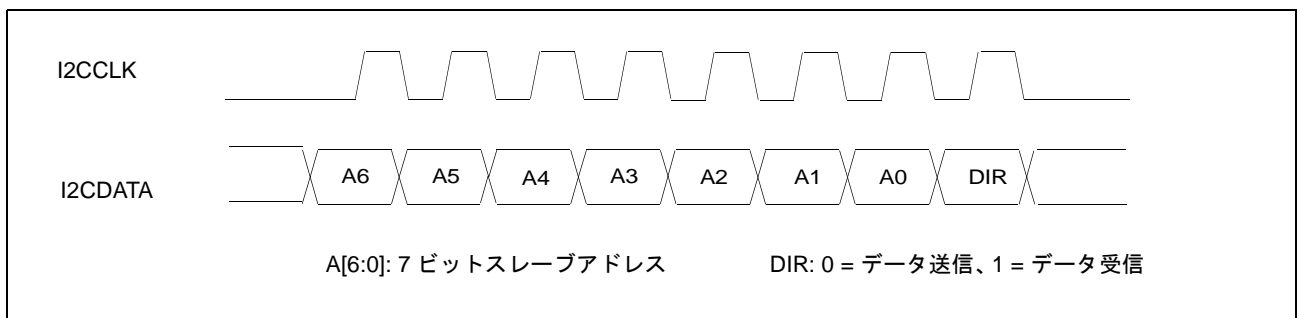 I2CCLK
I2CDATA
A6 A5 A4 A3 A2 A1 A0 DIR
A[6:0]: 7 ビットスレーブアドレス
DIR: 0 = データ送信、1 = データ受信